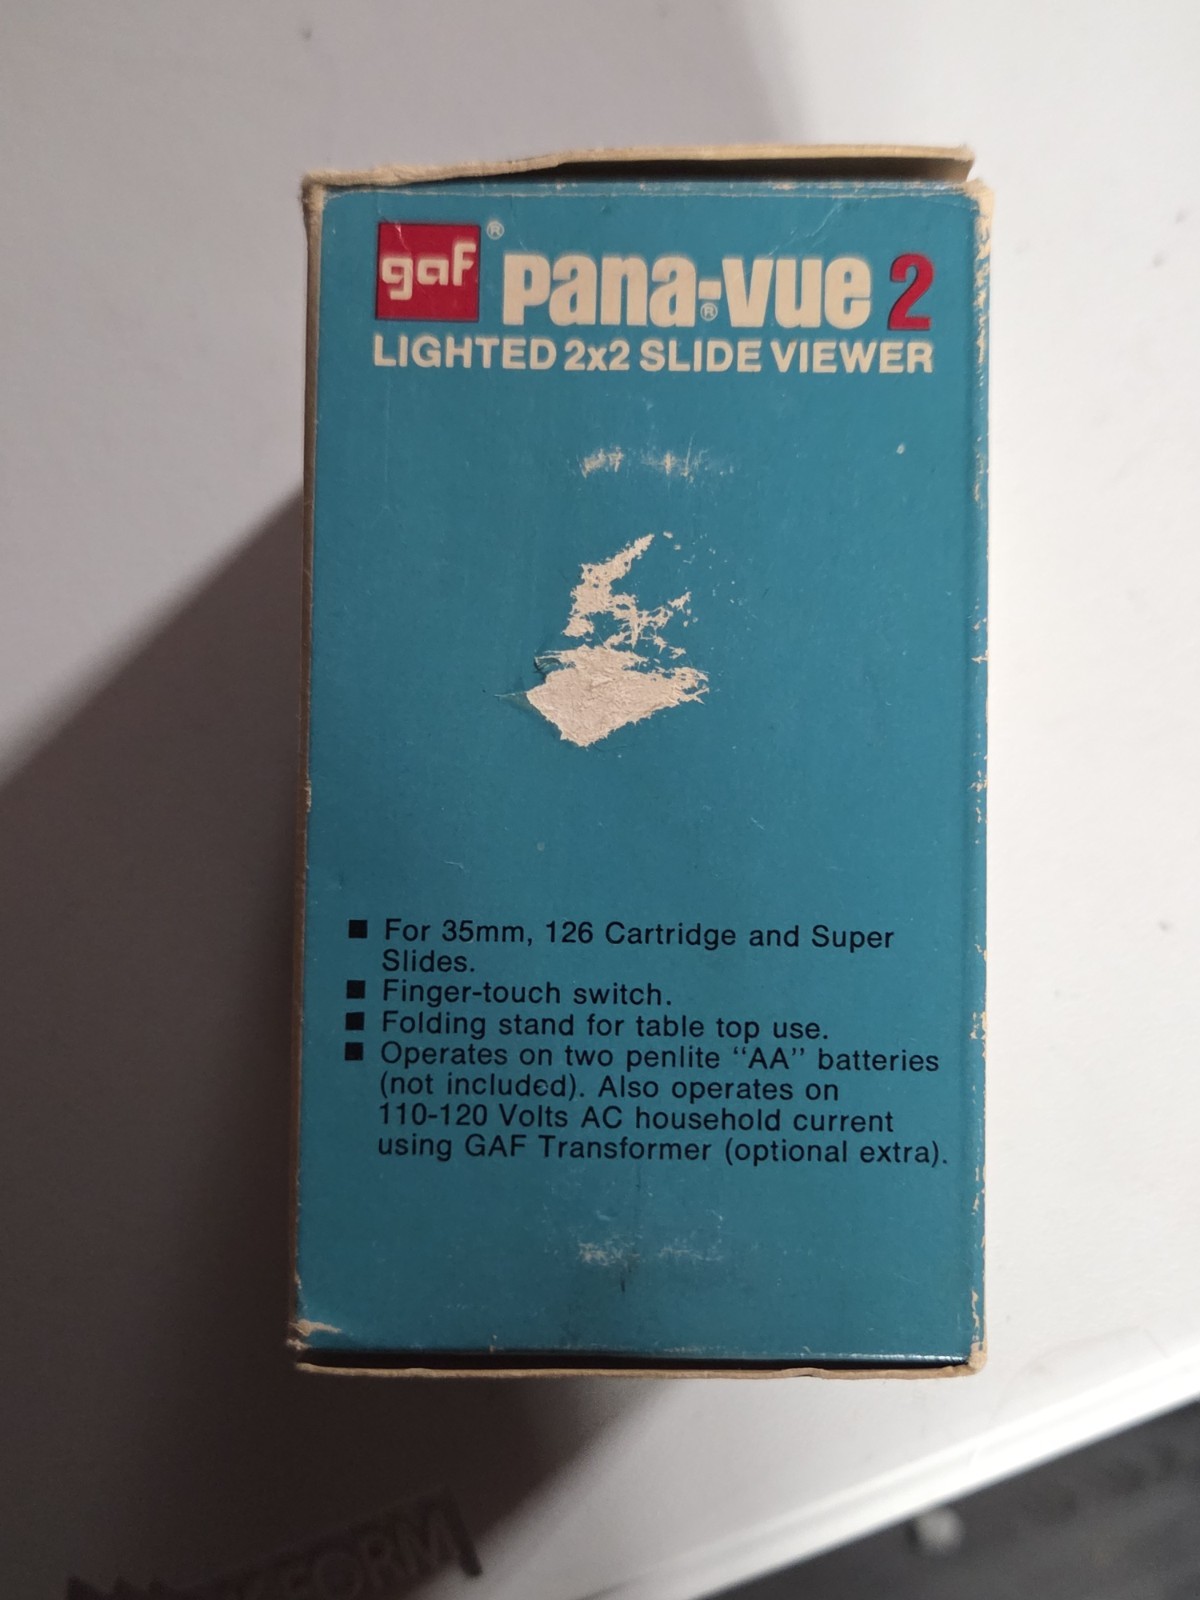 gaf® pana-vue® 2
LIGHTED 2x2 SLIDE VIEWER
■ For 35mm, 126 Cartridge and Super
Slides.
■ Finger-touch switch.
■ Folding stand for table top use.
■ Operates on two penlite “AA” batteries
(not included). Also operates on
110-120 Volts AC household current
using GAF Transformer (optional extra).